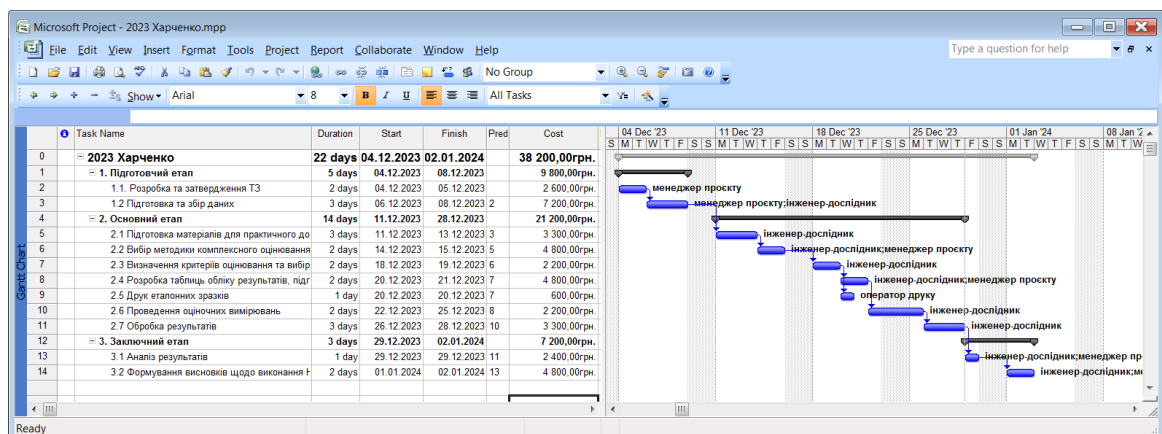 Microsoft Project - 2023 Харченко.mpp
File Edit View Insert Format Tools Project Report Collaborate Window Help Type a question for help
No Group
Show Arial 8 B I U All Tasks
Task Name Duration Start Finish Pred Cost 04 Dec '23 11 Dec '23 18 Dec '23 25 Dec '23 01 Jan '24 08 Jan '2
S M T W T F S S M T W T F S S M T W T F S S M T W T F S S M T W T F S S M T W
0 2023 Харченко 22 days 04.12.2023 02.01.2024 38 200,00грн.
1 1. Підготовчий етап 5 days 04.12.2023 08.12.2023 9 800,00грн.
2 1.1. Розробка та затвердження ТЗ 2 days 04.12.2023 05.12.2023 2 600,00грн. менеджер проєкту
3 1.2 Підготовка та збір даних 3 days 06.12.2023 08.12.2023 2 7 200,00грн. менеджер проєкту;інженер-дослідник
4 2. Основний етап 14 days 11.12.2023 28.12.2023 21 200,00грн.
5 2.1 Підготовка матеріалів для практичного до 3 days 11.12.2023 13.12.2023 3 3 300,00грн. інженер-дослідник
6 2.2 Вибір методики комплексного оцінювання 2 days 14.12.2023 15.12.2023 5 4 800,00грн. інженер-дослідник;менеджер проєкту
7 2.3 Визначення критеріїв оцінювання та вибір 2 days 18.12.2023 19.12.2023 6 2 200,00грн. інженер-дослідник
8 2.4 Розробка таблиць обліку результатів, підг 2 days 20.12.2023 21.12.2023 7 4 800,00грн. інженер-дослідник;менеджер проєкту
9 2.5 Друк еталонних зразків 1 day 20.12.2023 20.12.2023 7 600,00грн. оператор друку
10 2.6 Проведення оціночних вимірювань 2 days 22.12.2023 25.12.2023 8 2 200,00грн. інженер-дослідник
11 2.7 Обробка результатів 3 days 26.12.2023 28.12.2023 10 3 300,00грн. інженер-дослідник
12 3. Заключний етап 3 days 29.12.2023 02.01.2024 7 200,00грн.
13 3.1 Аналіз результатів 1 day 29.12.2023 29.12.2023 11 2 400,00грн. інженер-дослідник;менеджер пр
14 3.2 Формування висновків щодо виконання Н 2 days 01.01.2024 02.01.2024 13 4 800,00грн. інженер-дослідник;ме
Gantt Chart
Ready